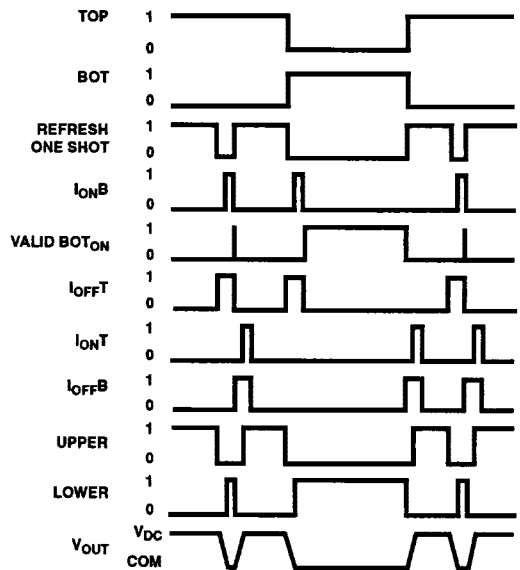 TOP 1
0
BOT 1
0
REFRESH 1
ONE SHOT 0
IONB 1
0
VALID BOTON 1
0
IOFFT 1
0
IONT 1
0
IOFFB 1
0
UPPER 1
0
LOWER 1
0
VOUT VDC
COM